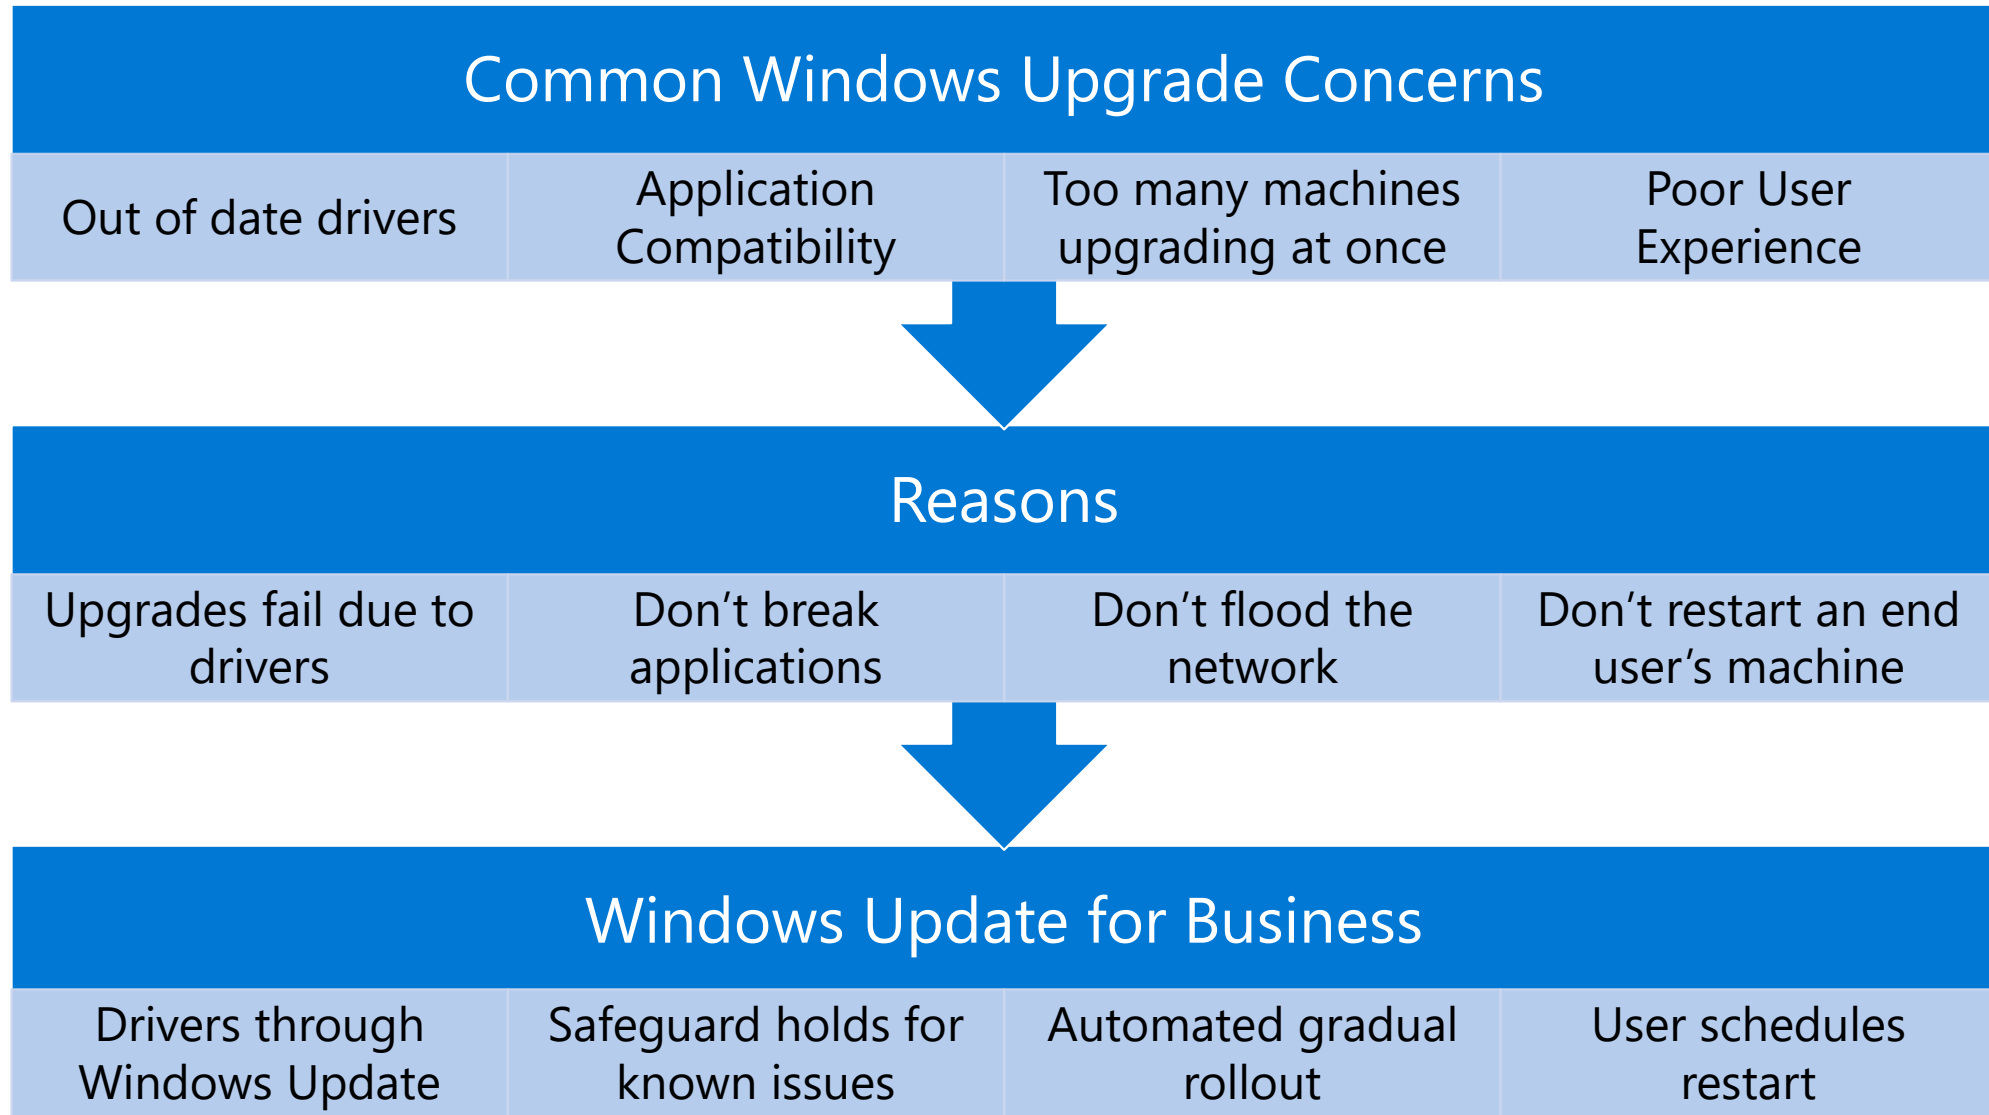 Common Windows Upgrade Concerns
Out of date drivers
Application
Compatibility
Too many machines
upgrading at once
Poor User
Experience
Reasons
Upgrades fail due to
drivers
Don’t break
applications
Don’t flood the
network
Don’t restart an end
user’s machine
Windows Update for Business
Drivers through
Windows Update
Safeguard holds for
known issues
Automated gradual
rollout
User schedules
restart